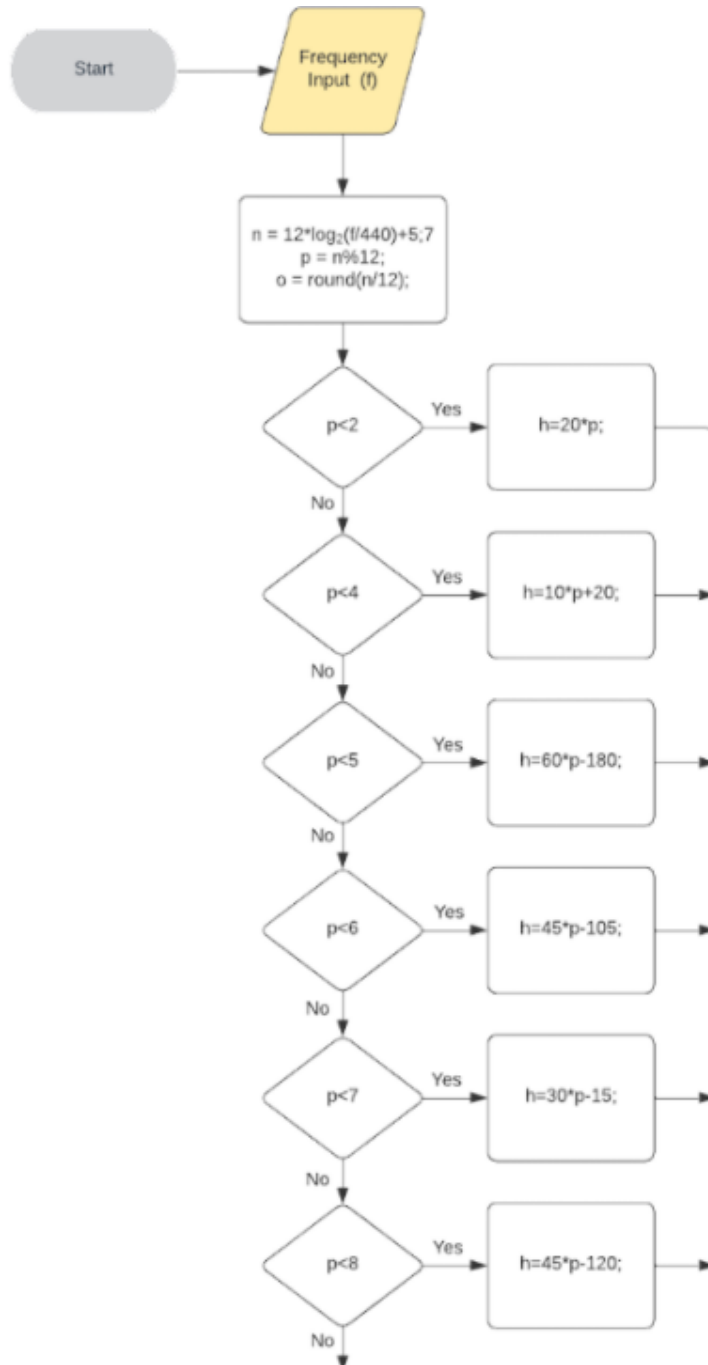 Start
Frequency
Input (f)
n = 12*log₂(f/440)+5;7
p = n%12;
o = round(n/12);
p<2
Yes
h=20*p;
No
p<4
Yes
h=10*p+20;
No
p<5
Yes
h=60*p-180;
No
p<6
Yes
h=45*p-105;
No
p<7
Yes
h=30*p-15;
No
p<8
Yes
h=45*p-120;
No